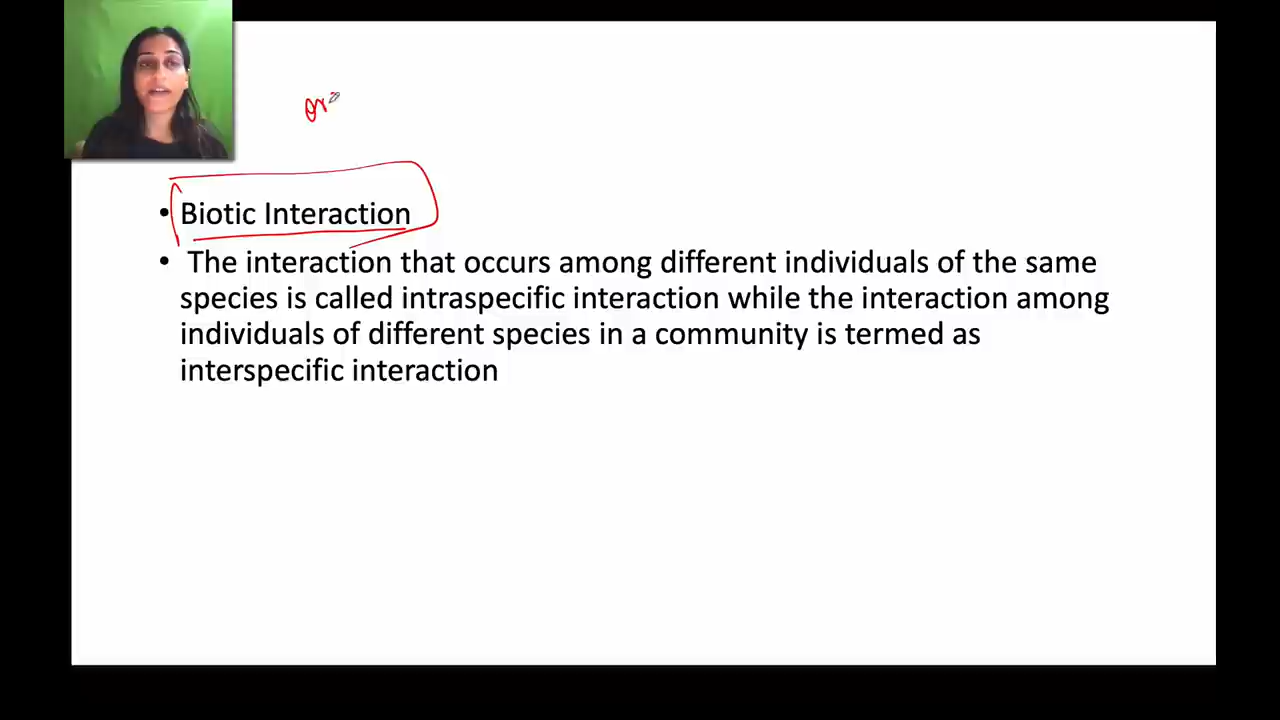 • Biotic Interaction
• The interaction that occurs among different individuals of the same
species is called intraspecific interaction while the interaction among
individuals of different species in a community is termed as
interspecific interaction